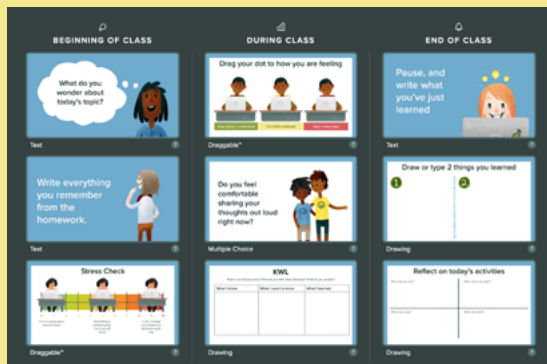 BEGINNING OF CLASS
What do you
wonder about
today's topic?
Text
Write everything
you remember
from the
homework.
Text
Stress Check
Draggable™
DURING CLASS
Drag your dot to how you are feeling
Draggable™
Do you feel
comfortable
sharing your
thoughts out loud
right now?
Multiple Choice
KWL
What I know
What I want to know
What I learned
Drawing
END OF CLASS
Pause, and
write what
you've just
learned
Text
Draw or type 2 things you learned
1
2
Drawing
Reflect on today's activities
Drawing